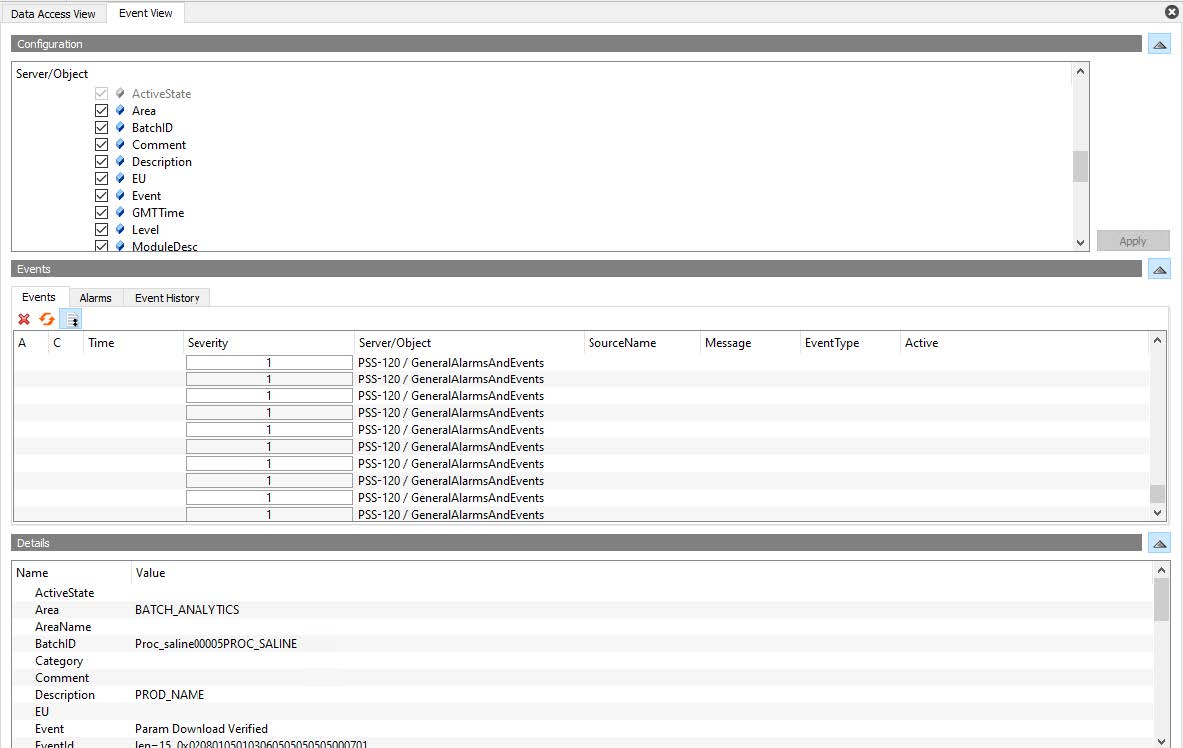 Data Access View Event View
Configuration
Server/Object
ActiveState
Area
BatchID
Comment
Description
EU
Event
GMTTime
Level
ModuleDesc
Apply
Events
Events Alarms Event History
A C Time Severity Server/Object SourceName Message EventType Active
1 PSS-120 / GeneralAlarmsAndEvents
1 PSS-120 / GeneralAlarmsAndEvents
1 PSS-120 / GeneralAlarmsAndEvents
1 PSS-120 / GeneralAlarmsAndEvents
1 PSS-120 / GeneralAlarmsAndEvents
1 PSS-120 / GeneralAlarmsAndEvents
1 PSS-120 / GeneralAlarmsAndEvents
1 PSS-120 / GeneralAlarmsAndEvents
1 PSS-120 / GeneralAlarmsAndEvents
1 PSS-120 / GeneralAlarmsAndEvents
Details
Name Value
ActiveState
Area BATCH_ANALYTICS
AreaName
BatchID Proc_saline00005PROC_SALINE
Category
Comment
Description PROD_NAME
EU
Event Param Download Verified
EventId len=15